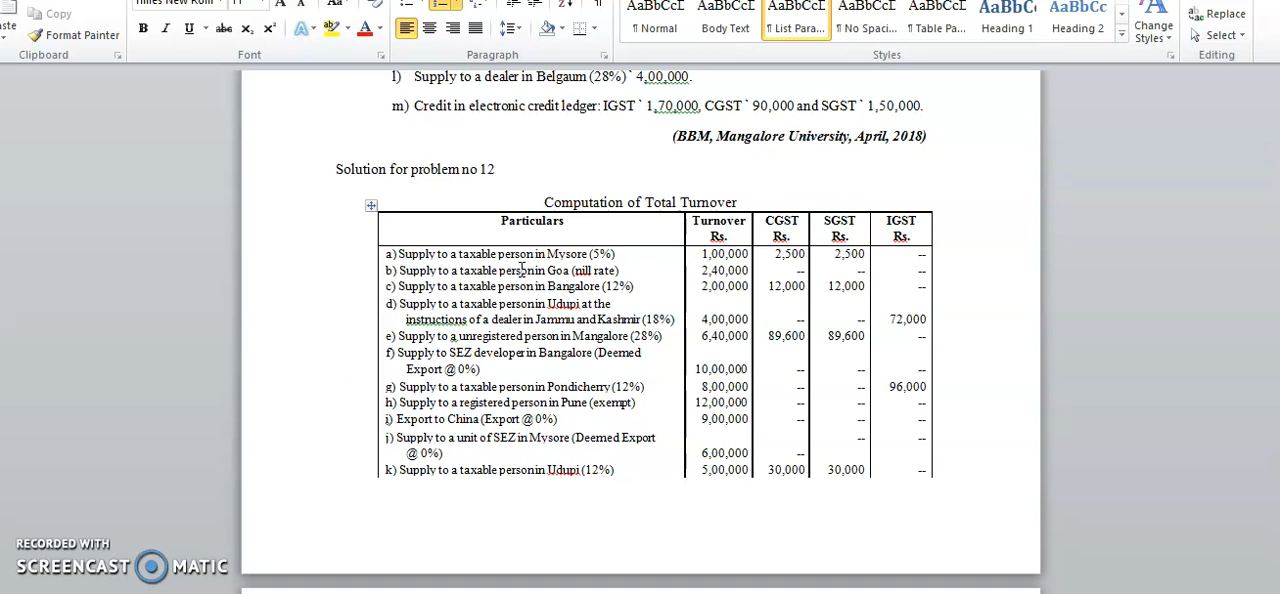 Copy
Format Painter
Clipboard
B I U abc X₂ X² A
Font
Paragraph
AaBbCcI AaBbCcI AaBbCcI AaBbCcI AaBbCcI AaBbC AaBbCc
¶ Normal Body Text ¶ List Para... ¶ No Spaci... ¶ Table Pa... Heading 1 Heading 2
Styles
Change Styles
Replace
Select
Editing
l) Supply to a dealer in Belgaum (28%) ` 4,00,000.
m) Credit in electronic credit ledger: IGST ` 1,70,000, CGST ` 90,000 and SGST ` 1,50,000.
(BBM, Mangalore University, April, 2018)
Solution for problem no 12
Computation of Total Turnover
Particulars Turnover CGST SGST IGST
Rs. Rs. Rs. Rs.
a) Supply to a taxable person in Mysore (5%) 1,00,000 2,500 2,500 --
b) Supply to a taxable person in Goa (nill rate) 2,40,000 -- -- --
c) Supply to a taxable person in Bangalore (12%) 2,00,000 12,000 12,000 --
d) Supply to a taxable person in Udupi at the
instructions of a dealer in Jammu and Kashmir (18%) 4,00,000 -- -- 72,000
e) Supply to a unregistered person in Mangalore (28%) 6,40,000 89,600 89,600 --
f) Supply to SEZ developer in Bangalore (Deemed
Export @ 0%) 10,00,000 -- -- --
g) Supply to a taxable person in Pondicherry (12%) 8,00,000 -- -- 96,000
h) Supply to a registered person in Pune (exempt) 12,00,000 -- -- --
i) Export to China (Export @ 0%) 9,00,000 -- -- --
j) Supply to a unit of SEZ in Mysore (Deemed Export -- --
@ 0%) 6,00,000 --
k) Supply to a taxable person in Udupi (12%) 5,00,000 30,000 30,000 --
RECORDED WITH
SCREENCAST MATIC